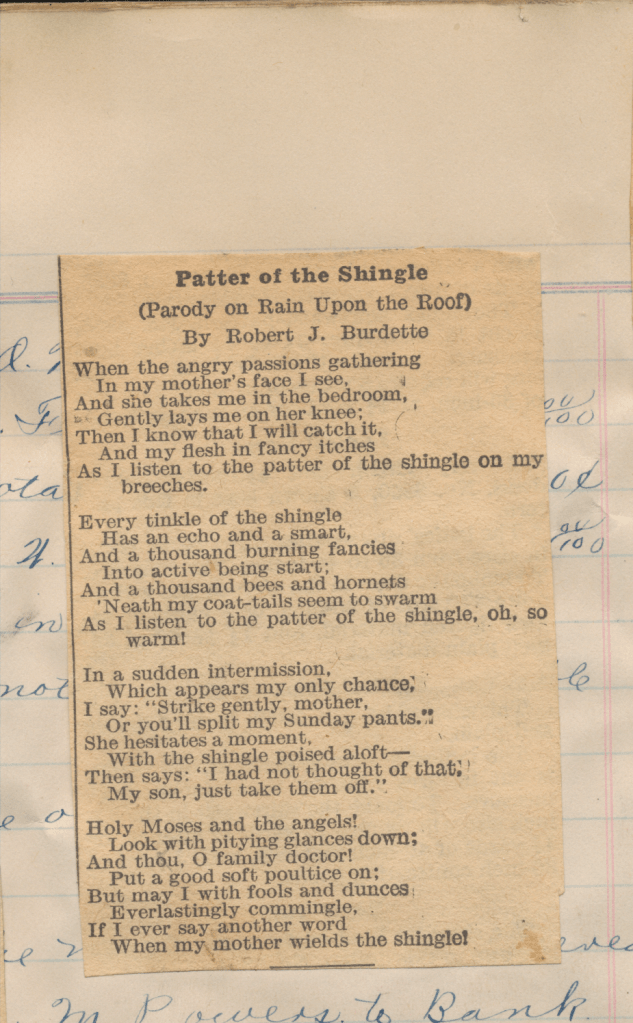 Patter of the Shingle
(Parody on Rain Upon the Roof)
By Robert J. Burdette
When the angry passions gathering
In my mother's face I see,
And she takes me in the bedroom,
Gently lays me on her knee;
Then I know that I will catch it,
And my flesh in fancy itches
As I listen to the patter of the shingle on my
breeches.
Every tinkle of the shingle
Has an echo and a smart,
And a thousand burning fancies
Into active being start;
And a thousand bees and hornets
'Neath my coat-tails seem to swarm
As I listen to the patter of the shingle, oh, so
warm!
In a sudden intermission,
Which appears my only chance,
I say: "Strike gently, mother,
Or you'll split my Sunday pants."
She hesitates a moment,
With the shingle poised aloft—
Then says: "I had not thought of that,
My son, just take them off."
Holy Moses and the angels!
Look with pitying glances down;
And thou, O family doctor!
Put a good soft poultice on;
But may I with fools and dunces
Everlastingly commingle,
If I ever say another word
When my mother wields the shingle!
M Powers to Bank